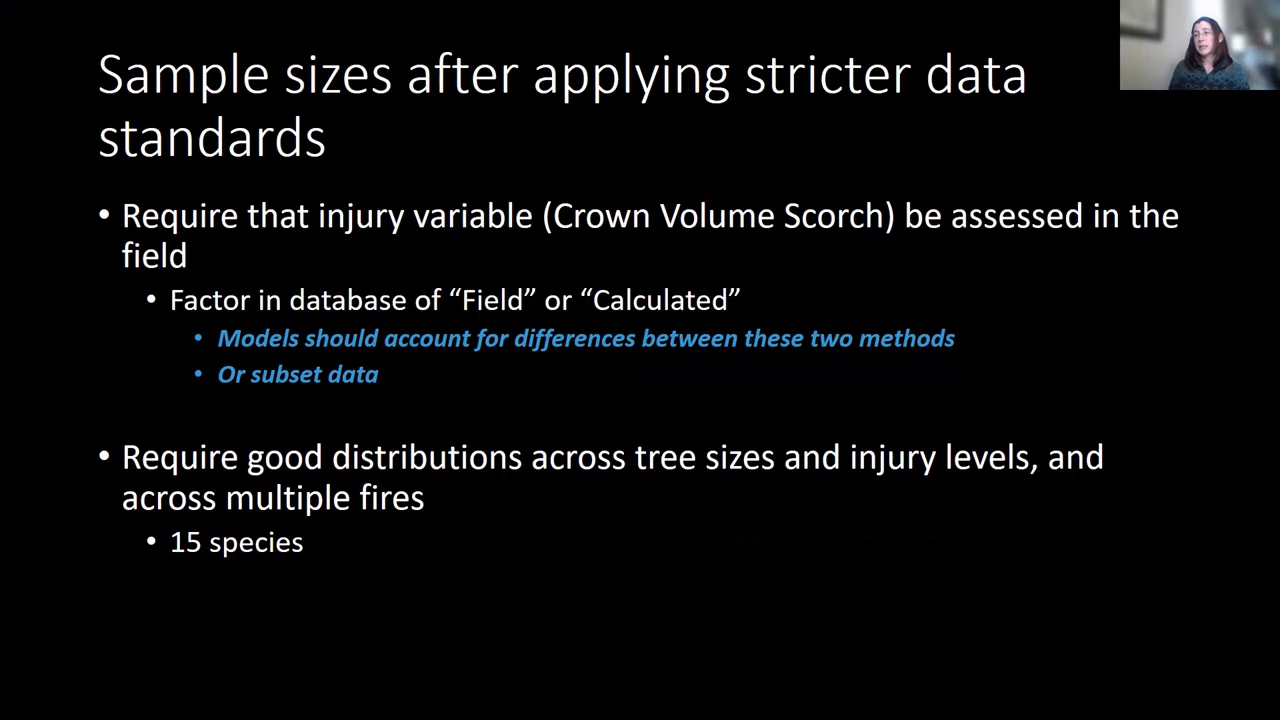 Sample sizes after applying stricter data
standards
• Require that injury variable (Crown Volume Scorch) be assessed in the
field
• Factor in database of “Field” or “Calculated”
• Models should account for differences between these two methods
• Or subset data
• Require good distributions across tree sizes and injury levels, and
across multiple fires
• 15 species